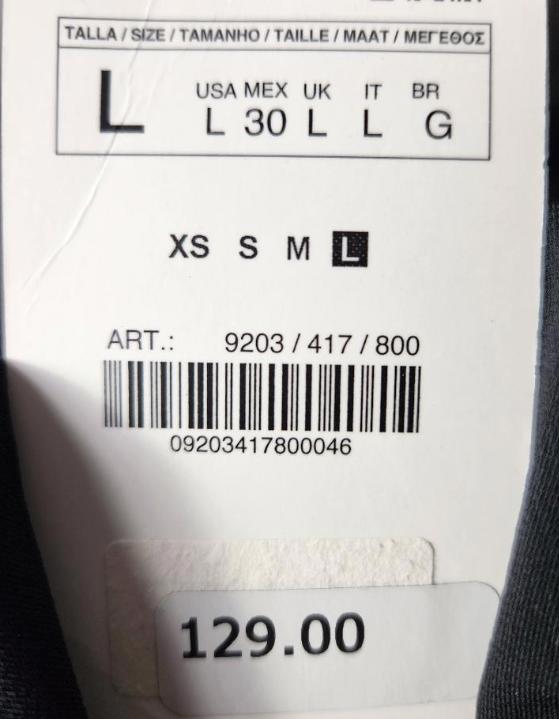 TALLA / SIZE / TAMANHO / TAILLE / MAAT / ΜΕΓΕΘΟΣ
USA MEX UK IT BR
L L 30 L L G
XS S M L
ART.: 9203 / 417 / 800
09203417800046
129.00